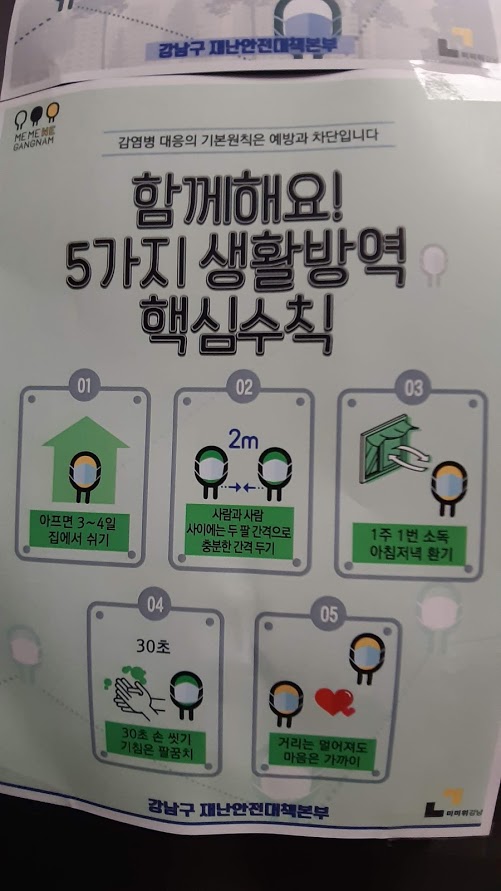 강남구 재난안전대책본부
ME ME ME
GANGNAM
감염병 대응의 기본원칙은 예방과 차단입니다
함께해요!
5가지 생활방역
핵심수칙
01
아프면 3~4일
집에서 쉬기
02
2m
사람과 사람
사이에는 두 팔 간격으로
충분한 간격 두기
03
1주 1번 소독
아침저녁 환기
04
30초
30초 손 씻기
기침은 팔꿈치
05
거리는 멀어져도
마음은 가까이
강남구 재난안전대책본부
미미위강남